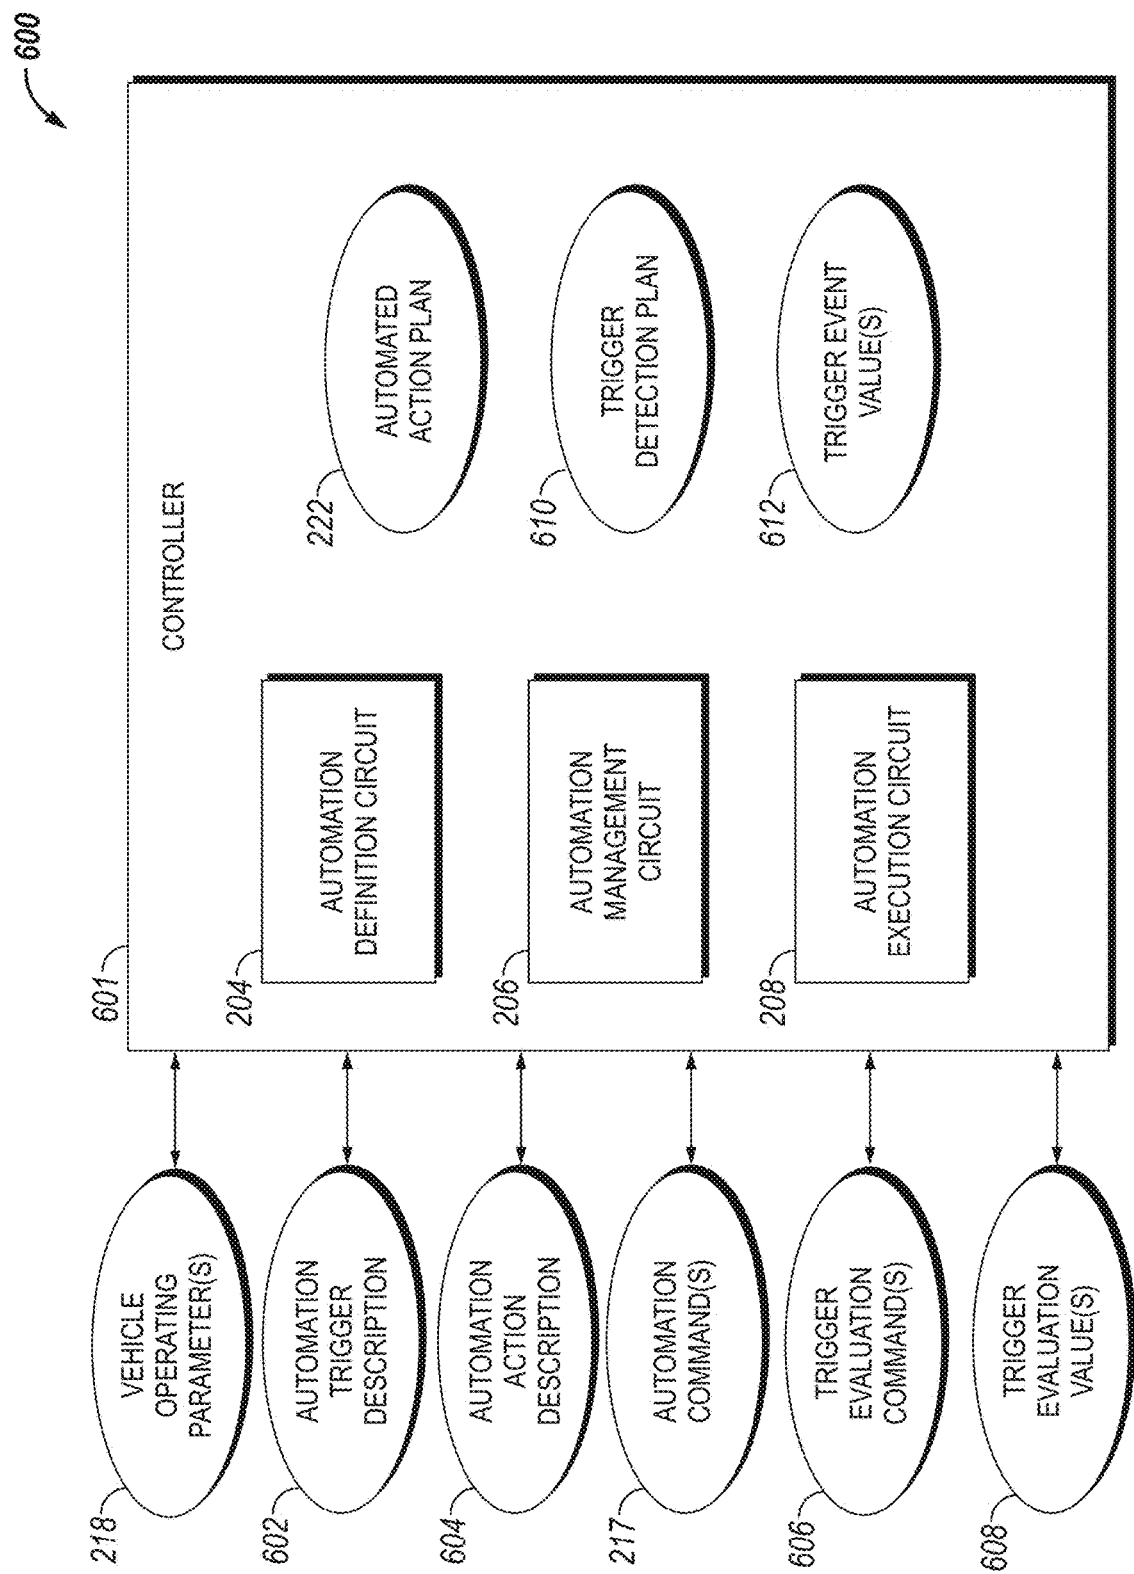 600
601
CONTROLLER
218
VEHICLE
OPERATING
PARAMETER(S)
602
AUTOMATION
TRIGGER
DESCRIPTION
604
AUTOMATION
ACTION
DESCRIPTION
217
AUTOMATION
COMMAND(S)
606
TRIGGER
EVALUATION
COMMAND(S)
608
TRIGGER
EVALUATION
VALUE(S)
204
AUTOMATION
DEFINITION CIRCUIT
206
AUTOMATION
MANAGEMENT
CIRCUIT
208
AUTOMATION
EXECUTION CIRCUIT
222
AUTOMATED
ACTION PLAN
610
TRIGGER
DETECTION PLAN
612
TRIGGER EVENT
VALUE(S)